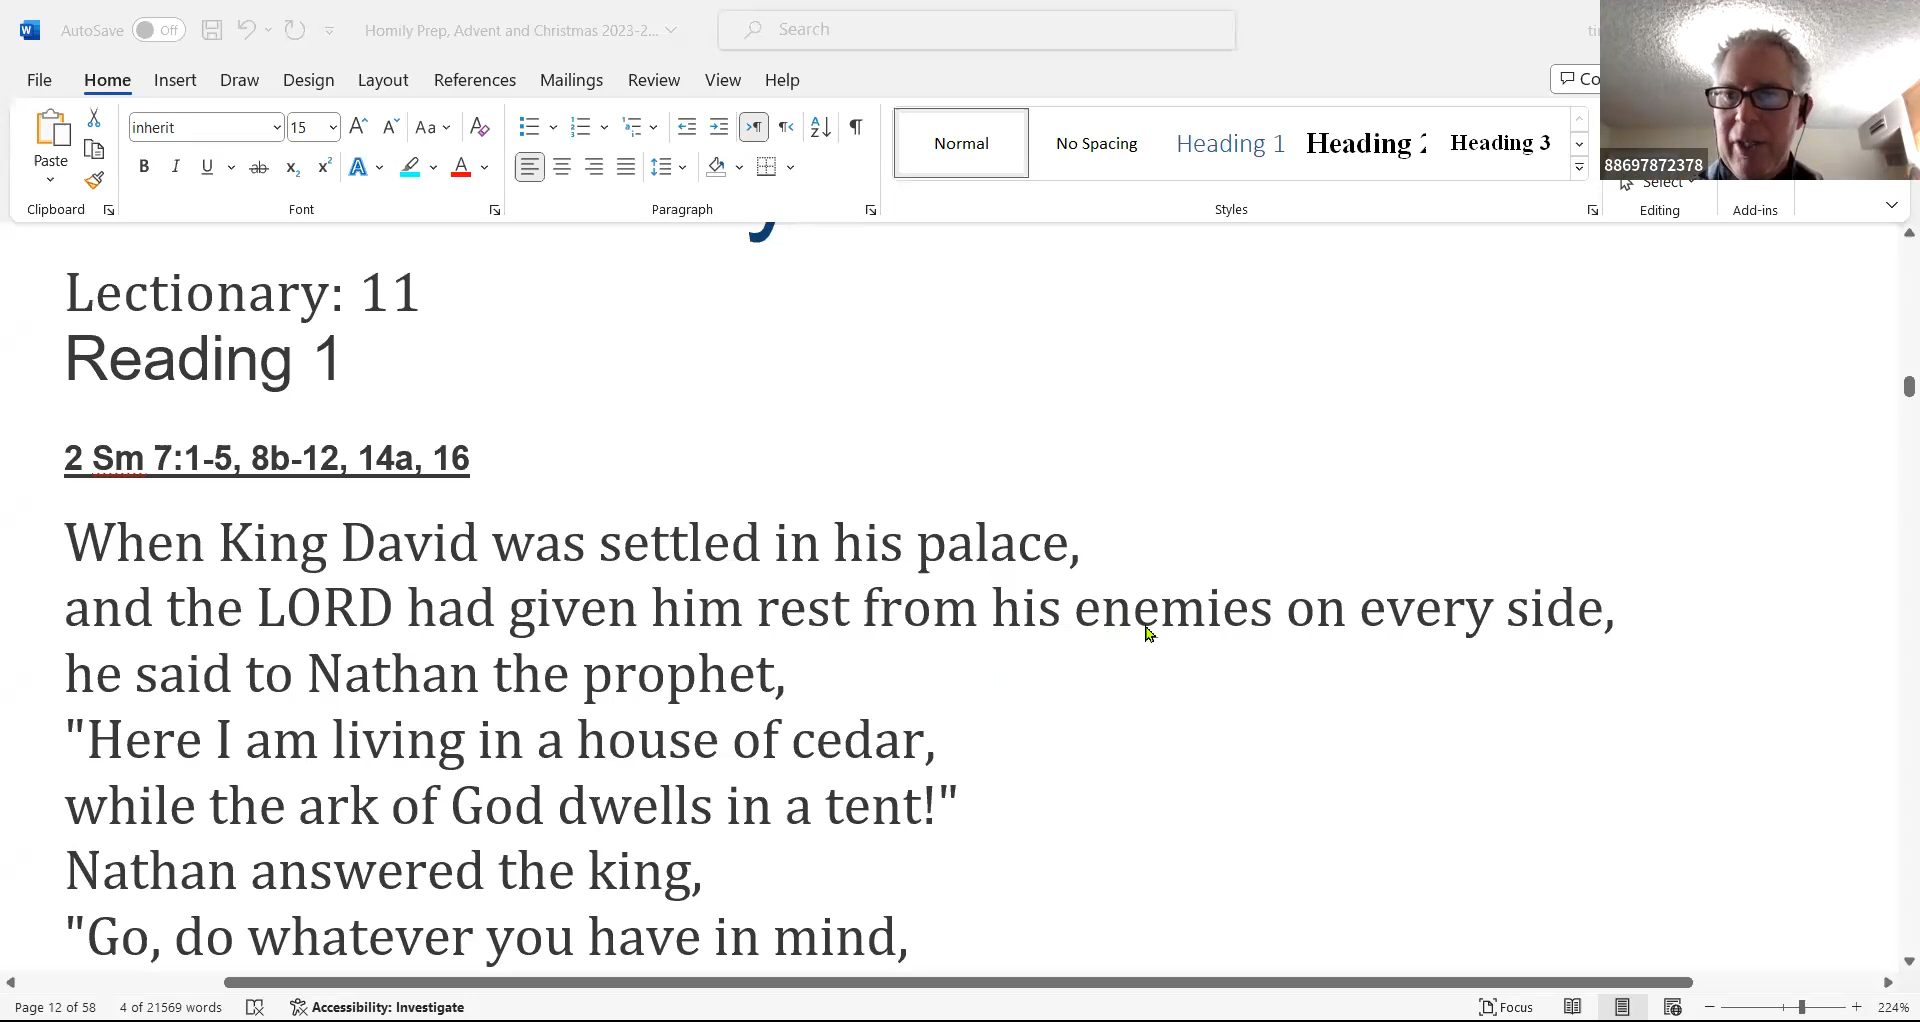 AutoSave Off Homily Prep, Advent and Christmas 2023-2... Search
File Home Insert Draw Design Layout References Mailings Review View Help Co
88697872378
Paste inherit 15 Aa Normal No Spacing Heading 1 Heading 2 Heading 3
B I U ab x₂ x² A A Select
Clipboard Font Paragraph Styles Editing Add-ins
Lectionary: 11
Reading 1
2 Sm 7:1-5, 8b-12, 14a, 16
When King David was settled in his palace,
and the LORD had given him rest from his enemies on every side,
he said to Nathan the prophet,
"Here I am living in a house of cedar,
while the ark of God dwells in a tent!"
Nathan answered the king,
"Go, do whatever you have in mind,
Page 12 of 58 4 of 21569 words Accessibility: Investigate Focus 224%